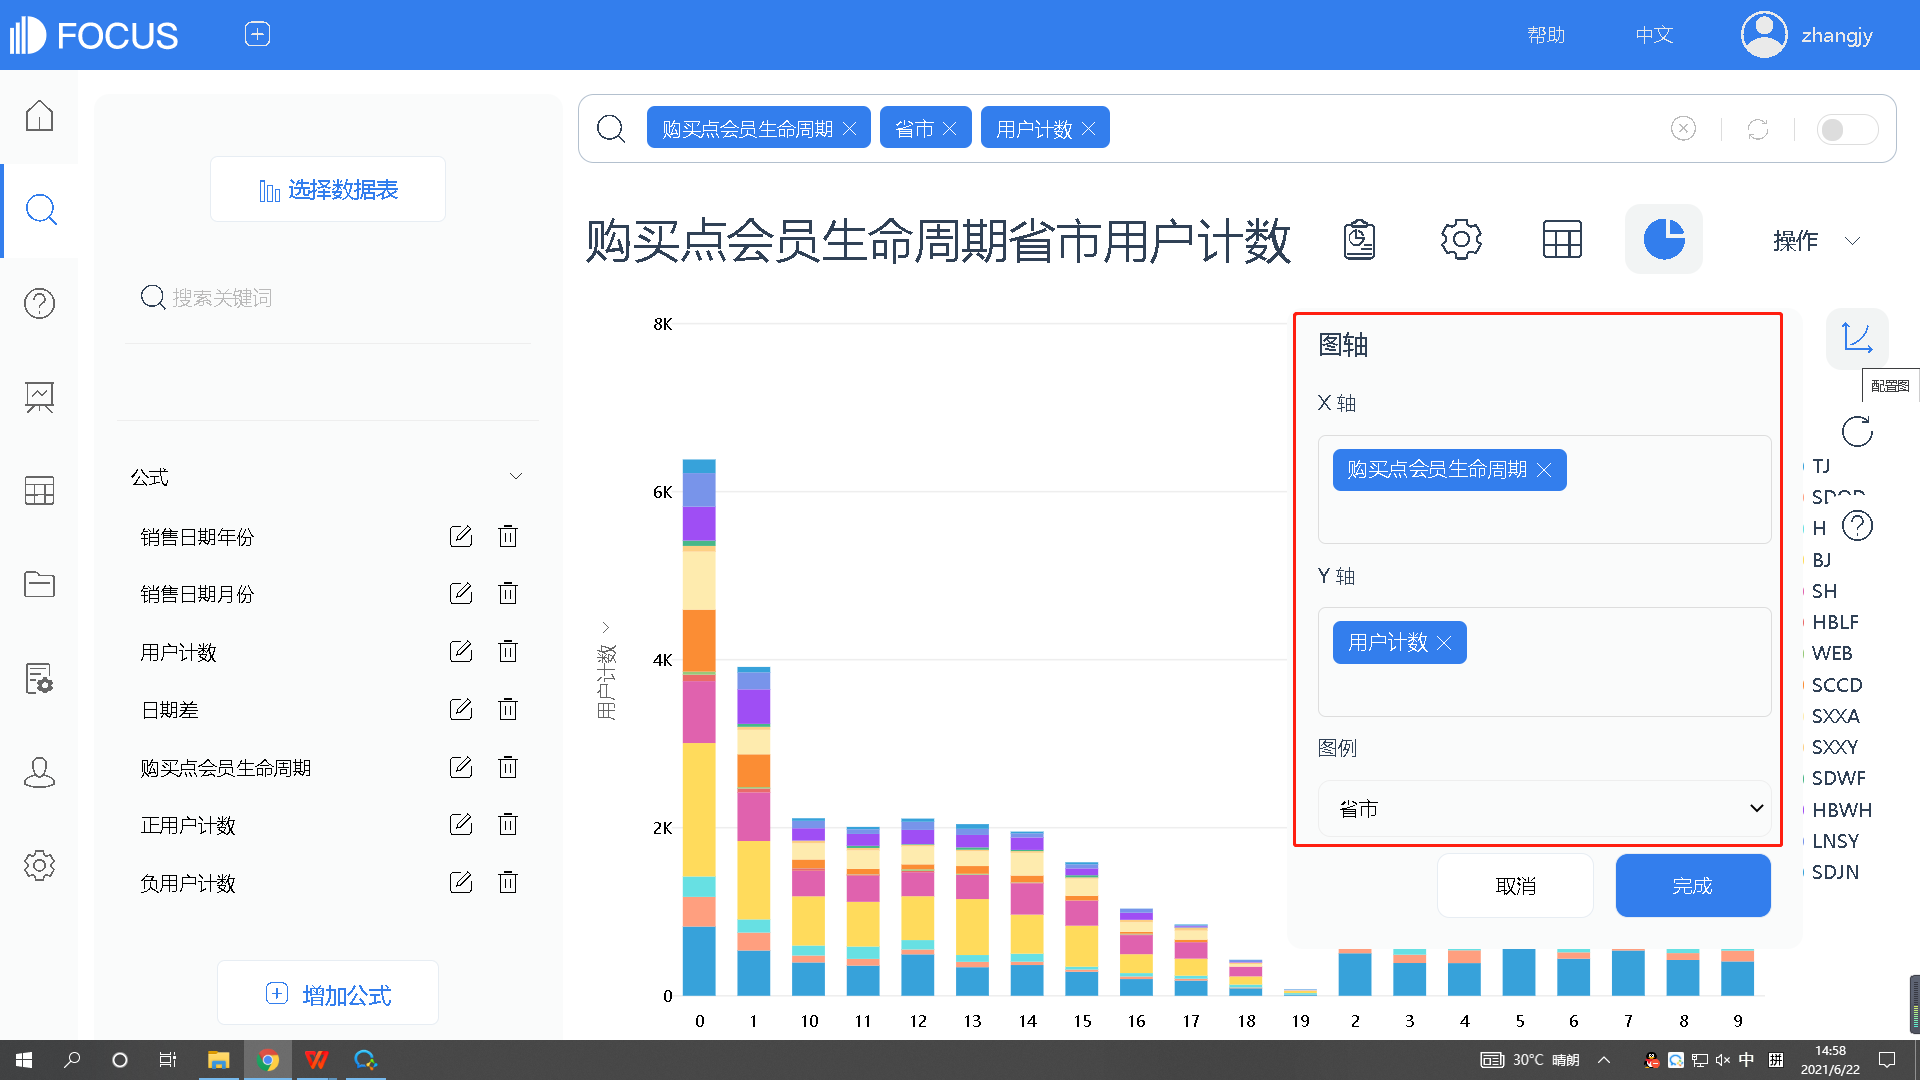 FOCUS
帮助
中文
zhangjy
选择数据表
搜索关键词
公式
销售日期年份
销售日期月份
用户计数
日期差
购买点会员生命周期
正用户计数
负用户计数
增加公式
购买点会员生命周期
省市
用户计数
购买点会员生命周期省市用户计数
操作
8K
6K
4K
2K
0
用户计数
0 1 10 11 12 13 14 15 16 17 18 19 2 3 4 5 6 7 8 9
图轴
X 轴
购买点会员生命周期
Y 轴
用户计数
图例
省市
取消
完成
配置图
TJ
H
BJ
SH
HBLF
WEB
SCCD
SXXA
SXXY
SDWF
HBWH
LNSY
SDJN
30°C 晴朗
中
拼
14:58
2021/6/22